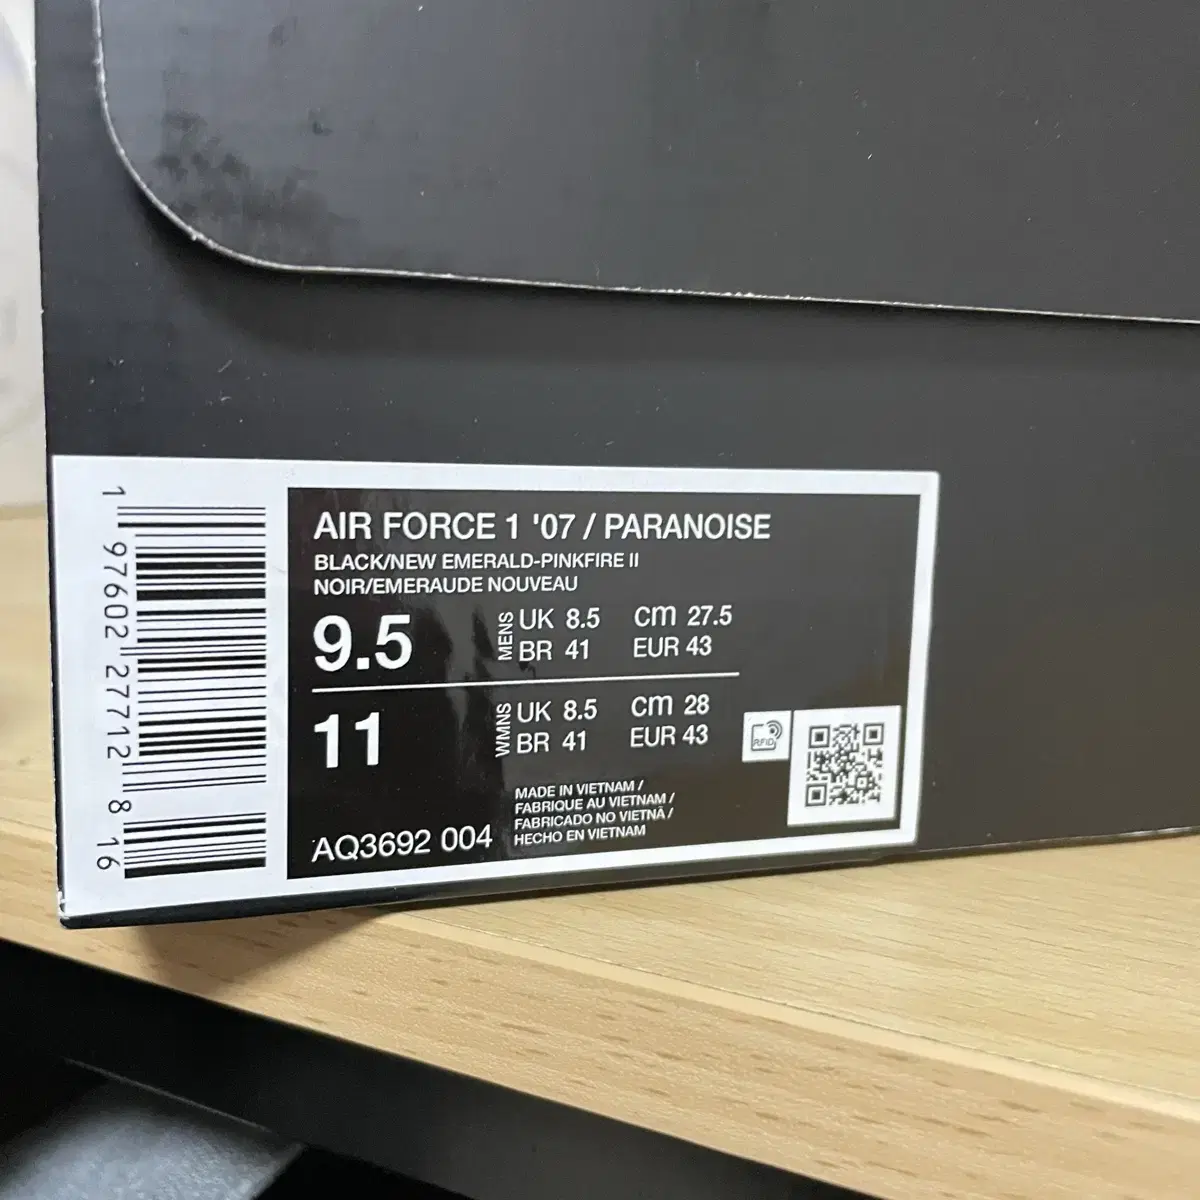 AIR FORCE 1 '07 / PARANOISE
BLACK/NEW EMERALD-PINKFIRE II
NOIR/EMERAUDE NOUVEAU
9.5 MENS UK 8.5 cm 27.5
BR 41 EUR 43
11 WMNS UK 8.5 cm 28
BR 41 EUR 43
RFID
MADE IN VIETNAM /
FABRIQUE AU VIETNAM /
FABRICADO NO VIETNÃ /
HECHO EN VIETNAM
AQ3692 004
1 97602 27712 8 16